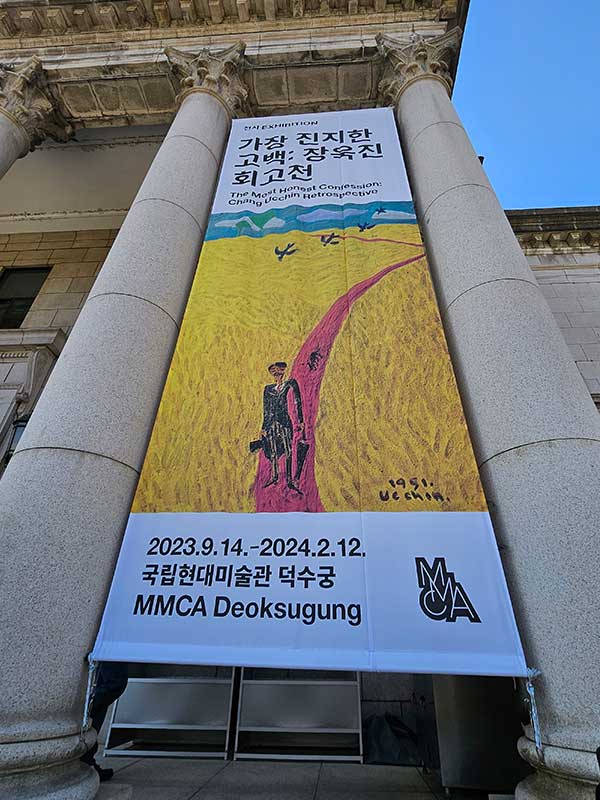 전시 EXHIBITION
가장 진지한
고백: 장욱진
회고전
The Most Honest Confession:
Chang Ucchin Retrospective
1951.
UCCHIN.
2023.9.14.-2024.2.12.
국립현대미술관 덕수궁
MMCA Deoksugung
MMCA